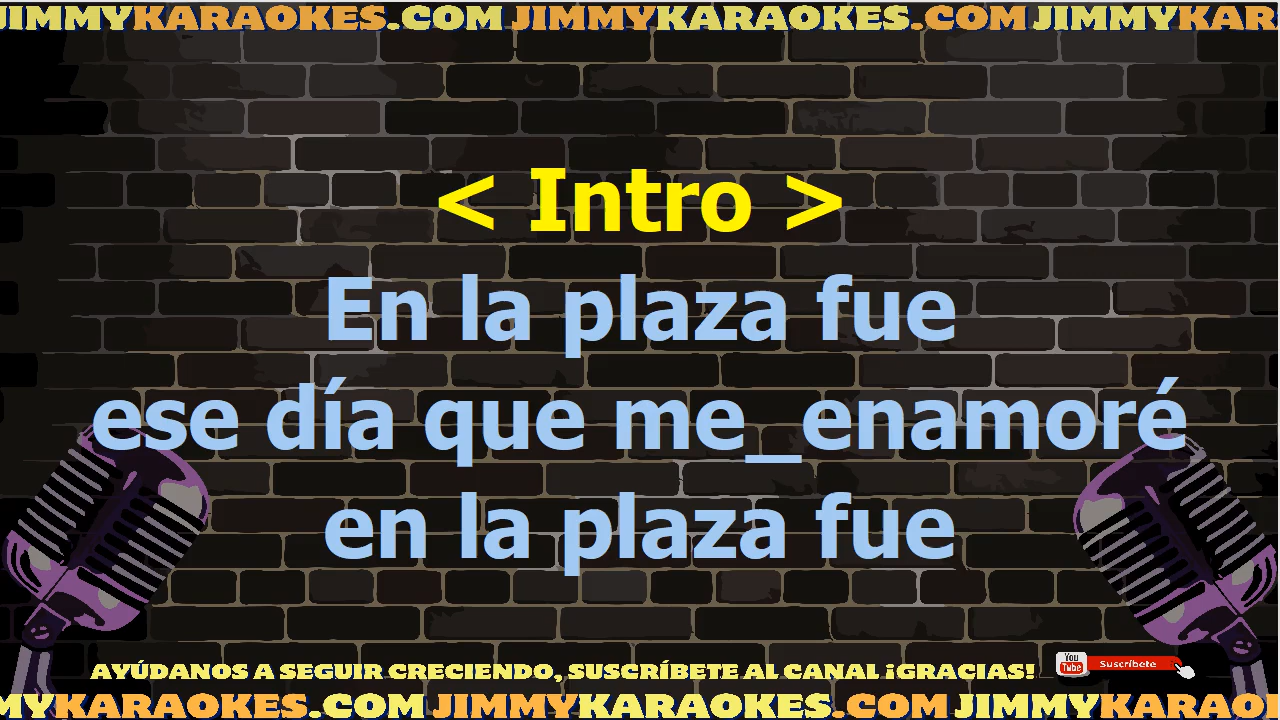 JIMMYKARAOKES.COM JIMMYKARAOKES.COM JIMMYKAR
< Intro >
En la plaza fue
ese día que me_enamoré
en la plaza fue
AYÚDANOS A SEGUIR CRECIENDO, SUSCRÍBETE AL CANAL ¡GRACIAS!
You Tube Suscríbete
MYKARAOKES.COM JIMMYKARAOKES.COM JIMMYKARAO